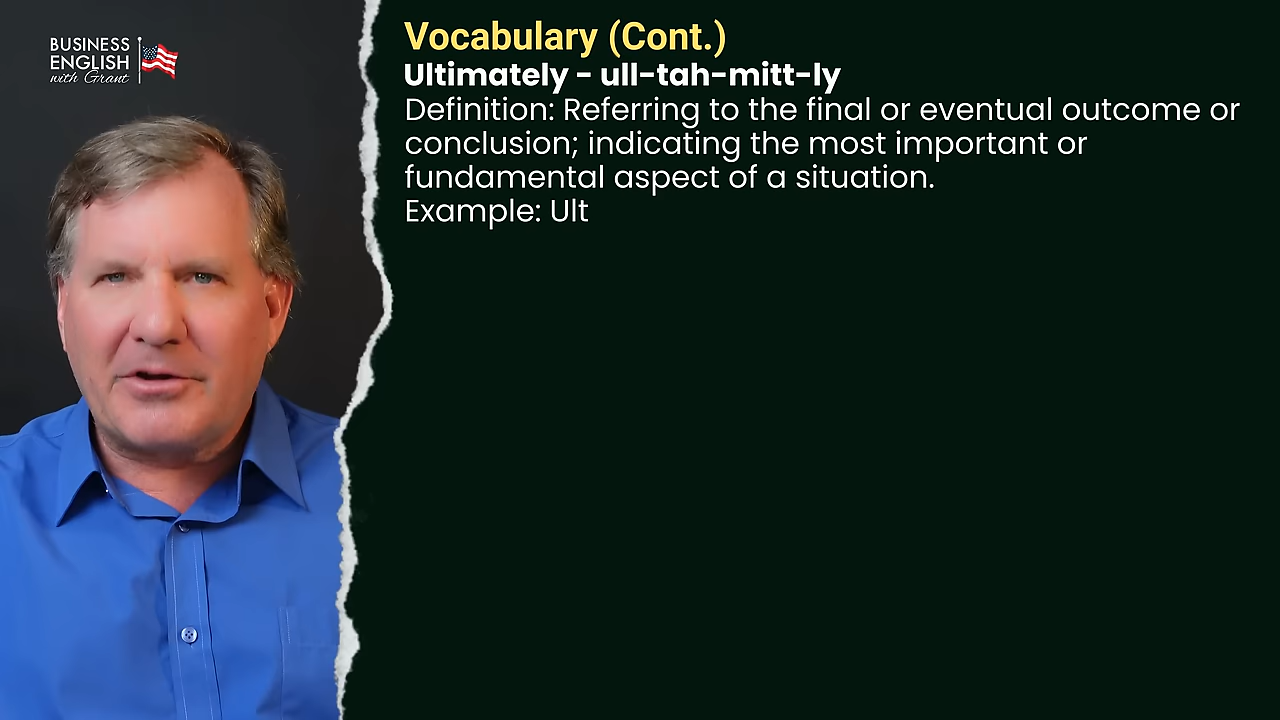 BUSINESS
ENGLISH
with Grant
Vocabulary (Cont.)
Ultimately - ull-tah-mitt-ly
Definition: Referring to the final or eventual outcome or
conclusion; indicating the most important or
fundamental aspect of a situation.
Example: Ult